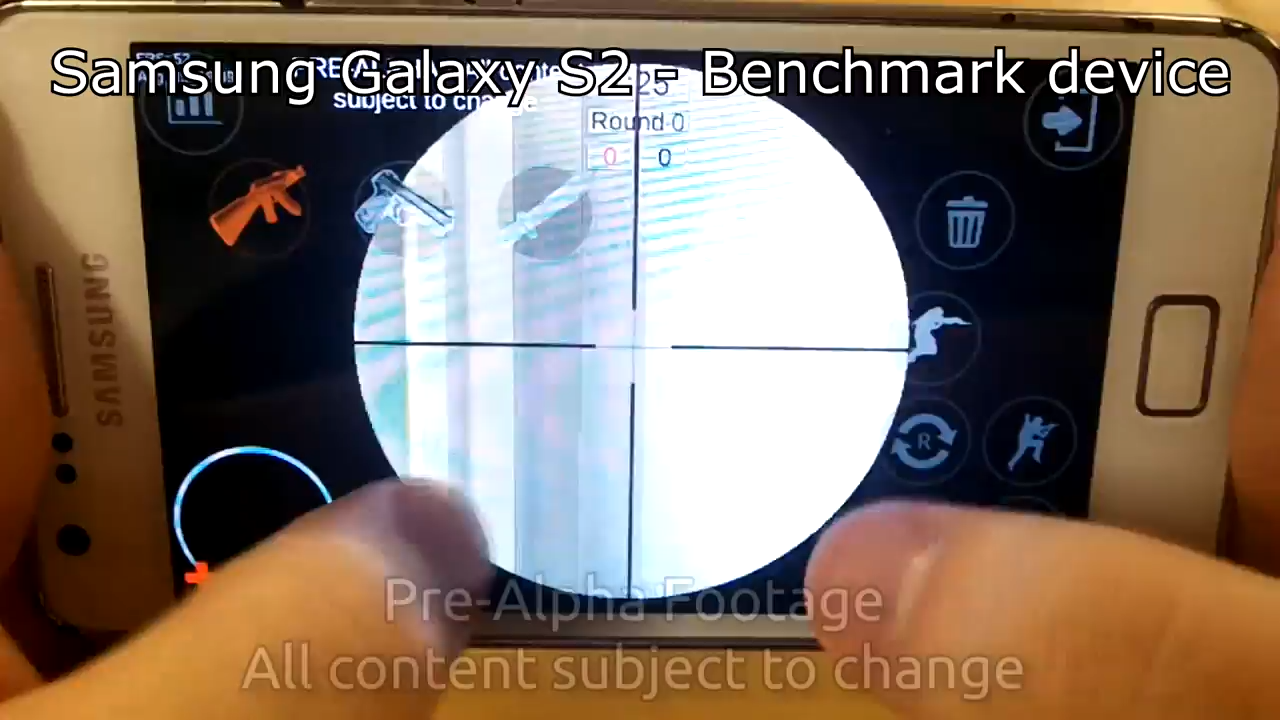 Samsung Galaxy S2 - Benchmark device
subject to change
25
Round 0
0 0
R
SAMSUNG
Pre-Alpha Footage
All content subject to change